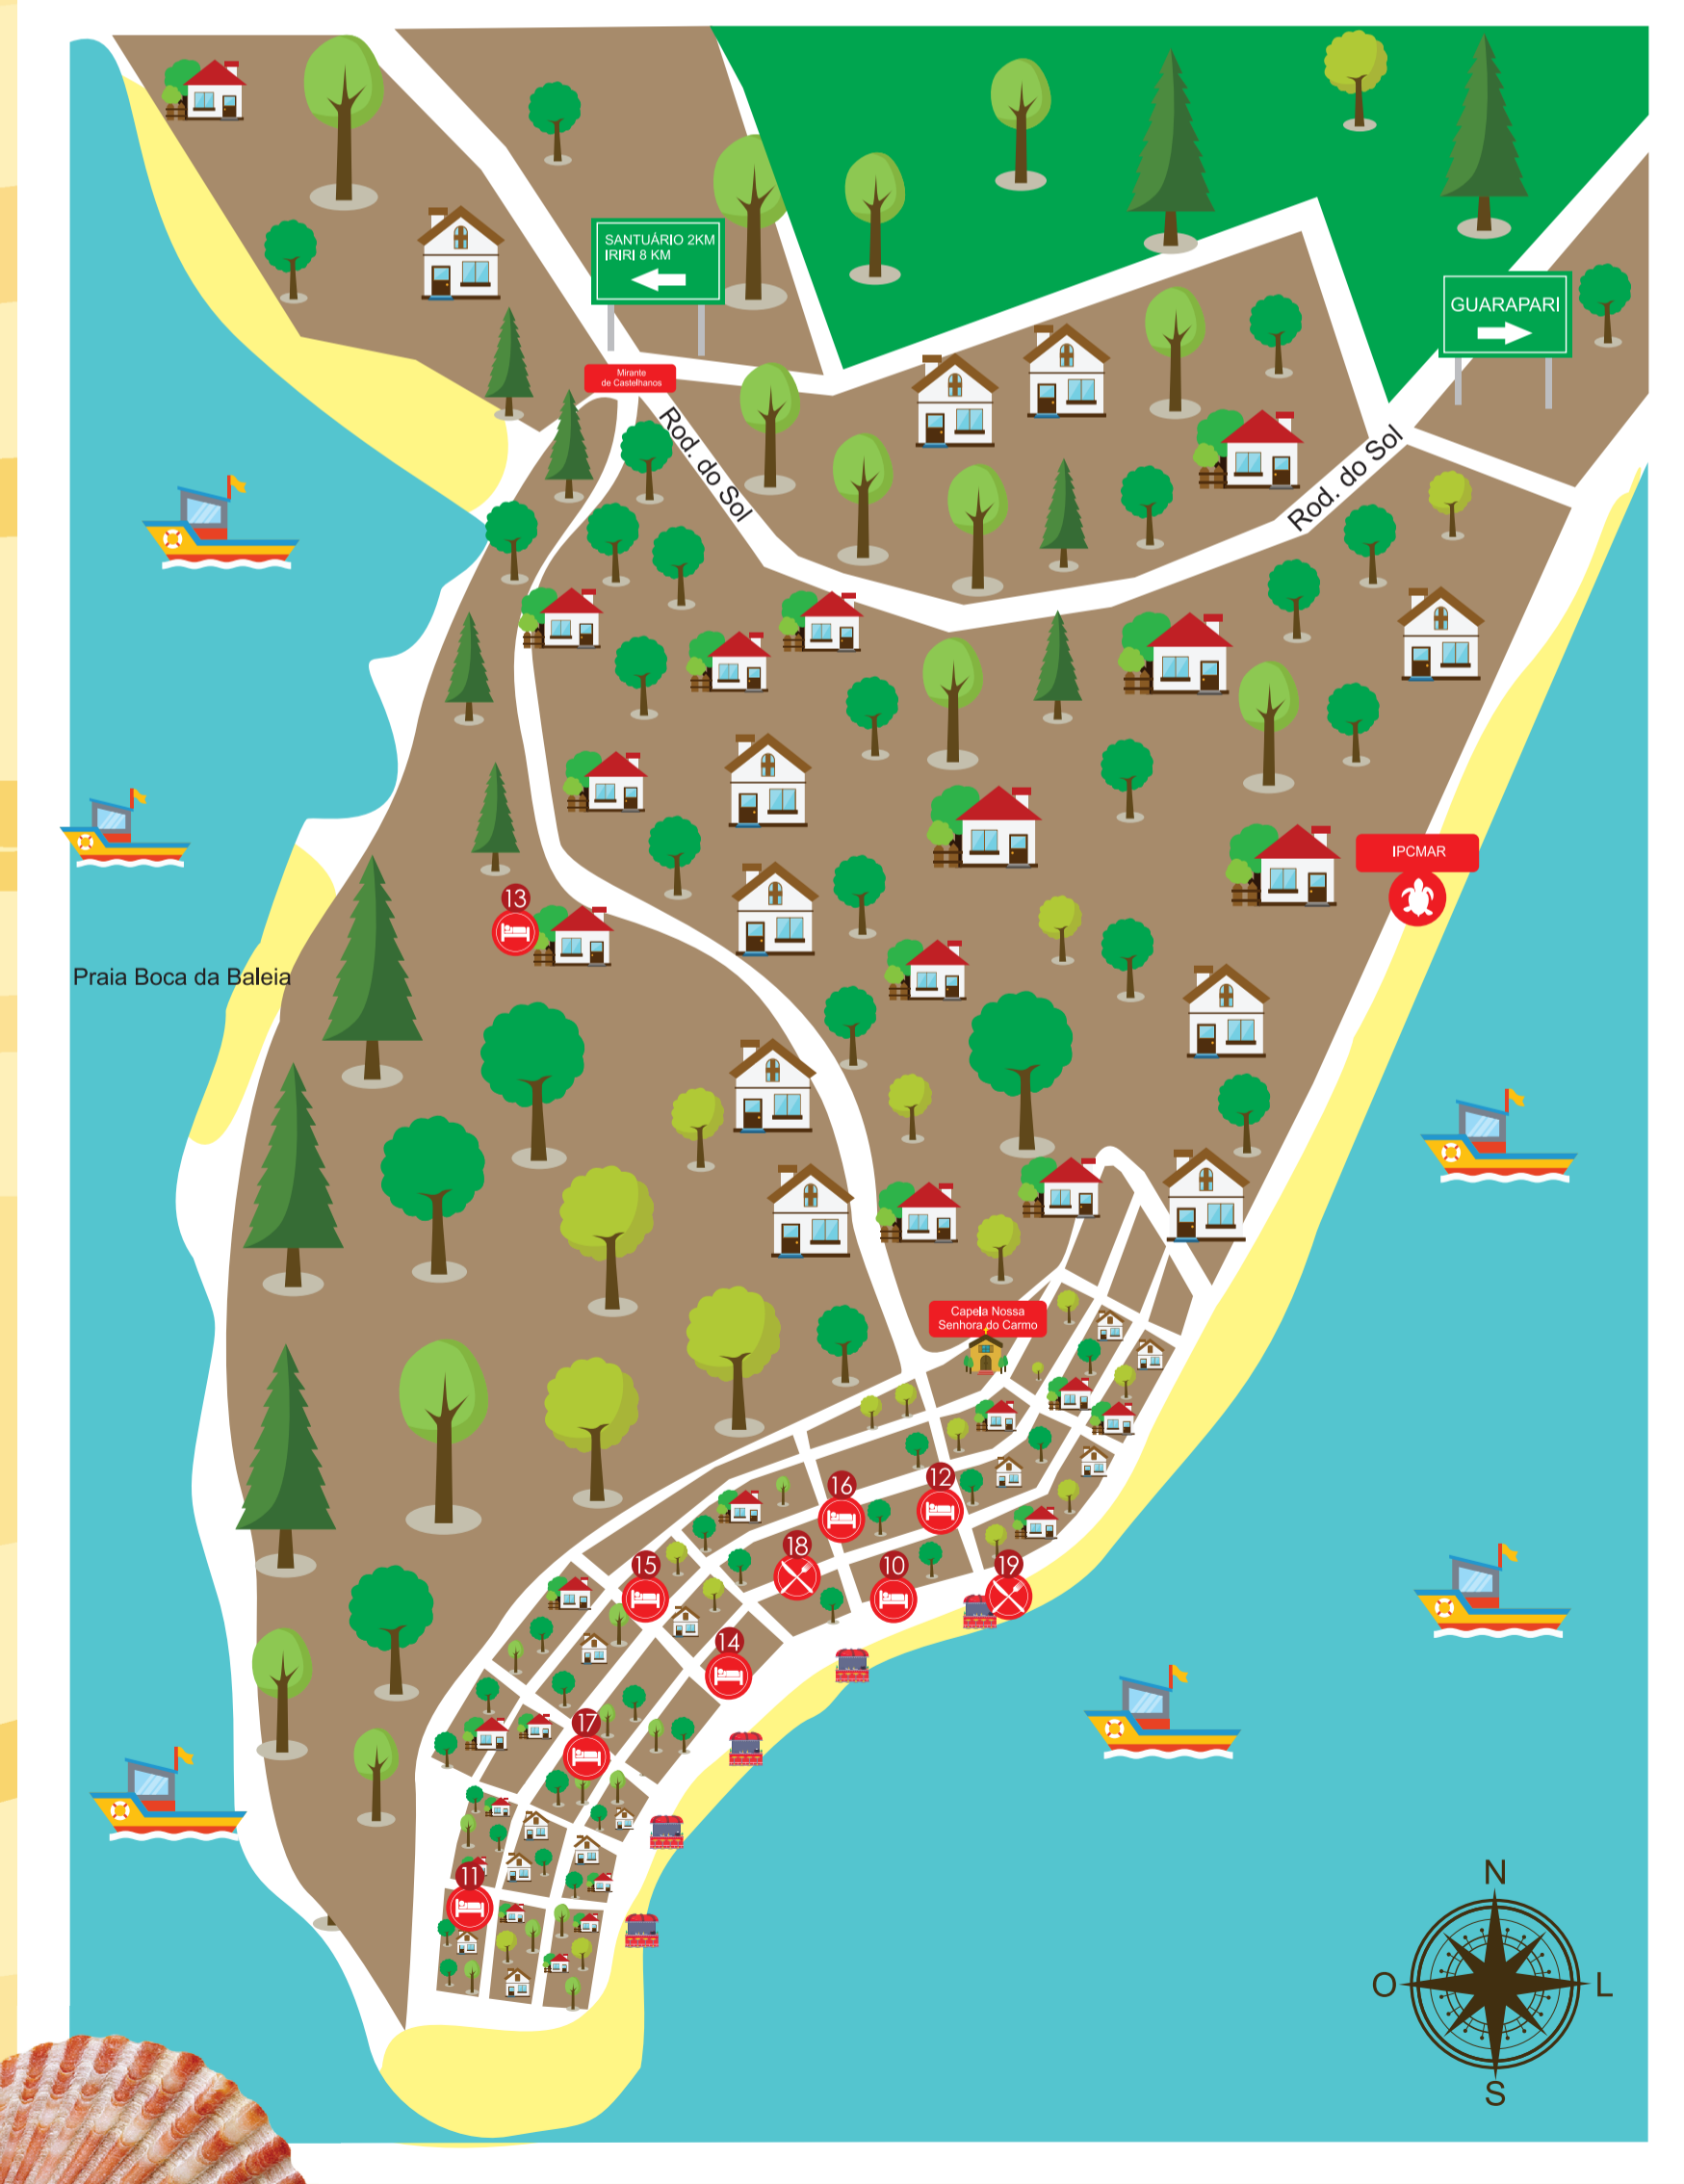 SANTUÁRIO 2KM
IRIRI 8 KM
GUARAPARI
Mirante
de Castelhanos
Rod. do Sol
Rod. do Sol
IPCMAR
13
Praia Boca da Baleia
Capela Nossa
Senhora do Carmo
16
12
18
15
10
19
14
17
11
N
O
L
S